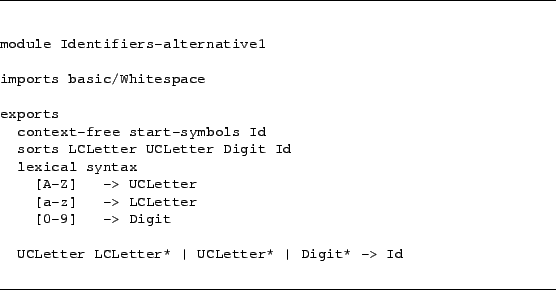 module Identifiers-alternative1
imports basic/Whitespace
exports
context-free start-symbols Id
sorts LCLetter UCLetter Digit Id
lexical syntax
[A-Z] -> UCLetter
[a-z] -> LCLetter
[0-9] -> Digit
UCLetter LCLetter* | UCLetter* | Digit* -> Id